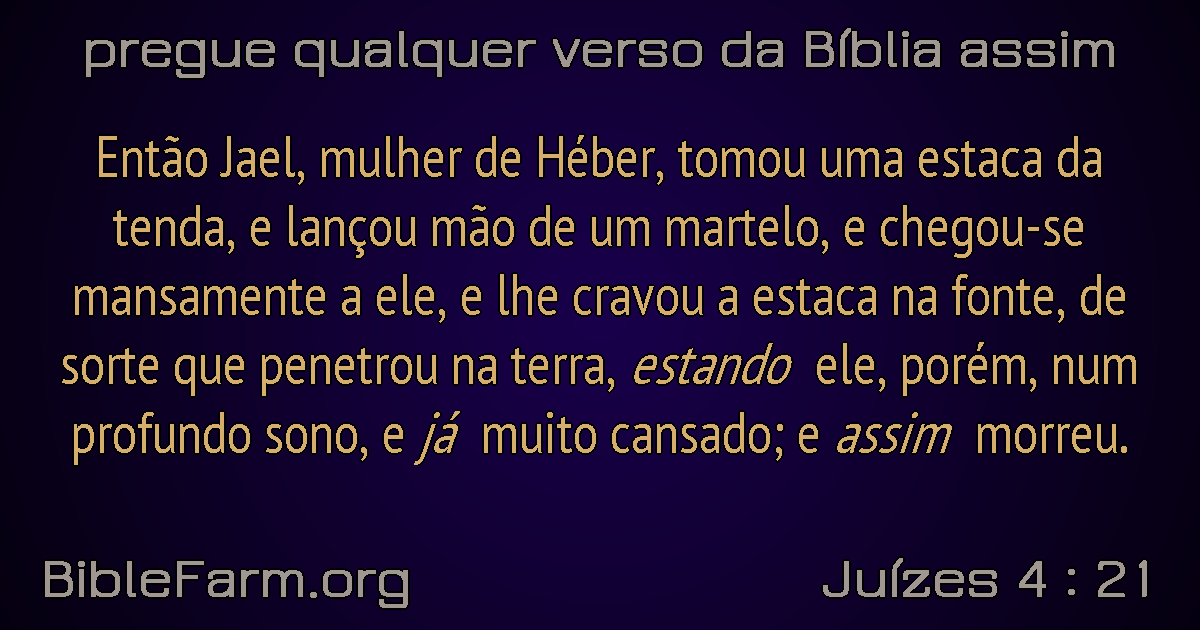 pregue qualquer verso da Bíblia assim
Então Jael, mulher de Héber, tomou uma estaca da
tenda, e lançou mão de um martelo, e chegou-se
mansamente a ele, e lhe cravou a estaca na fonte, de
sorte que penetrou na terra, estando ele, porém, num
profundo sono, e já muito cansado; e assim morreu.
BibleFarm.org
Juízes 4 : 21